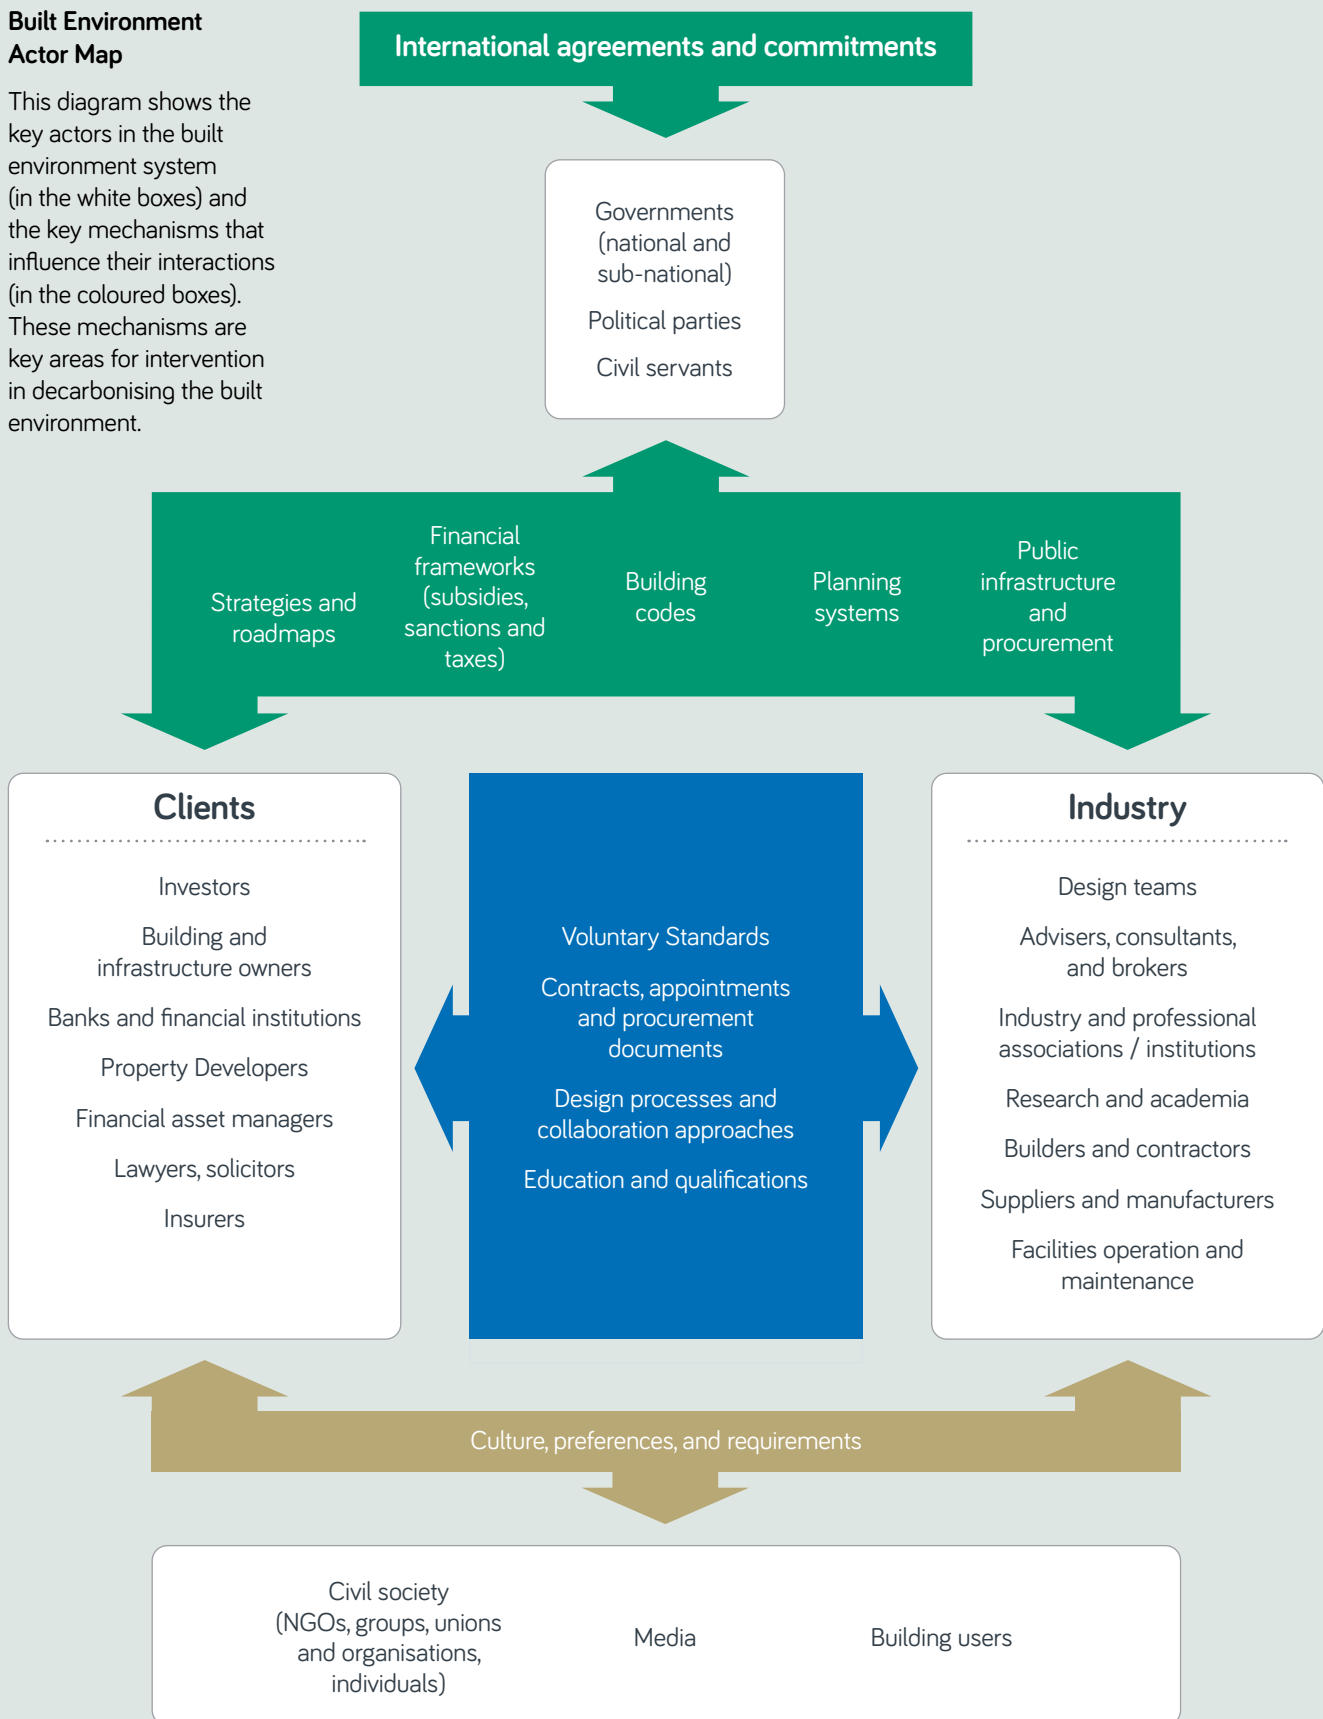 Built Environment
Actor Map
This diagram shows the
key actors in the built
environment system
(in the white boxes) and
the key mechanisms that
influence their interactions
(in the coloured boxes).
These mechanisms are
key areas for intervention
in decarbonising the built
environment.
International agreements and commitments
Governments
(national and
sub-national)
Political parties
Civil servants
Strategies and
roadmaps
Financial
frameworks
(subsidies,
sanctions and
taxes)
Building
codes
Planning
systems
Public
infrastructure
and
procurement
Clients
Investors
Building and
infrastructure owners
Banks and financial institutions
Property Developers
Financial asset managers
Lawyers, solicitors
Insurers
Voluntary Standards
Contracts, appointments
and procurement
documents
Design processes and
collaboration approaches
Education and qualifications
Industry
Design teams
Advisers, consultants,
and brokers
Industry and professional
associations / institutions
Research and academia
Builders and contractors
Suppliers and manufacturers
Facilities operation and
maintenance
Culture, preferences, and requirements
Civil society
(NGOs, groups, unions
and organisations,
individuals)
Media
Building users